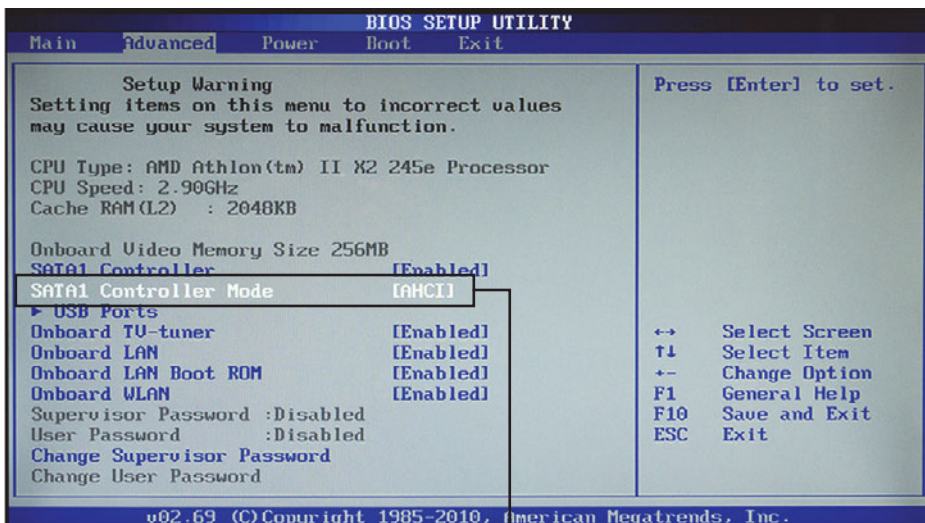 BIOS SETUP UTILITY
Main Advanced Power Boot Exit
Setup Warning
Setting items on this menu to incorrect values
may cause your system to malfunction.
CPU Type: AMD Athlon(tm) II X2 245e Processor
CPU Speed: 2.90GHz
Cache RAM(L2) : 2048KB
Onboard Video Memory Size 256MB
SATA1 Controller [Enabled]
SATA1 Controller Mode [AHCI]
► USB Ports
Onboard TV-tuner [Enabled]
Onboard LAN [Enabled]
Onboard LAN Boot ROM [Enabled]
Onboard WLAN [Enabled]
Supervisor Password :Disabled
User Password :Disabled
Change Supervisor Password
Change User Password
Press [Enter] to set.
↔ Select Screen
↑↓ Select Item
+- Change Option
F1 General Help
F10 Save and Exit
ESC Exit
v02.69 (C)Copyright 1985-2010, American Megatrends, Inc.